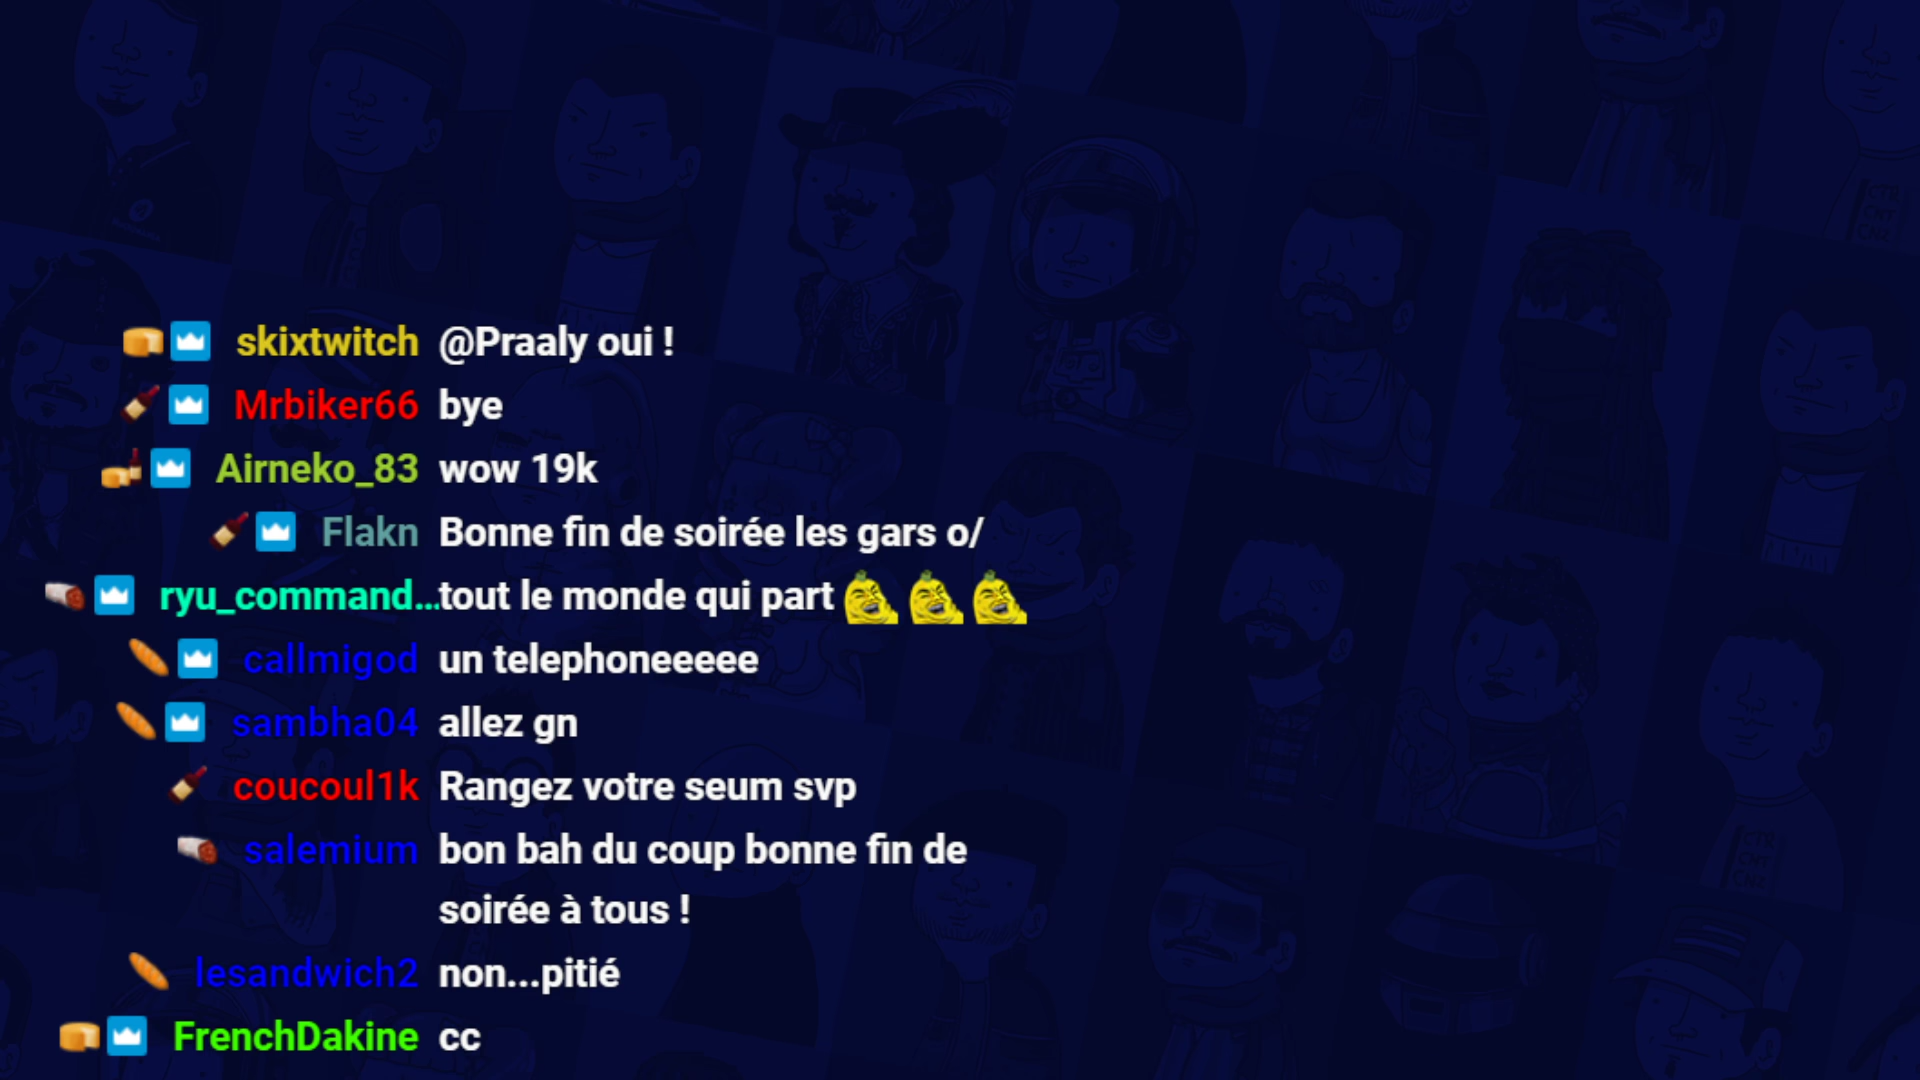 skixtwitch @Praaly oui !
Mrbiker66 bye
Airneko_83 wow 19k
Flakn Bonne fin de soirée les gars o/
ryu_command... tout le monde qui part
callmigod un telephoneeeee
sambha04 allez gn
coucoul1k Rangez votre seum svp
salemium bon bah du coup bonne fin de
soirée à tous !
lesandwich2 non...pitié
FrenchDakine cc